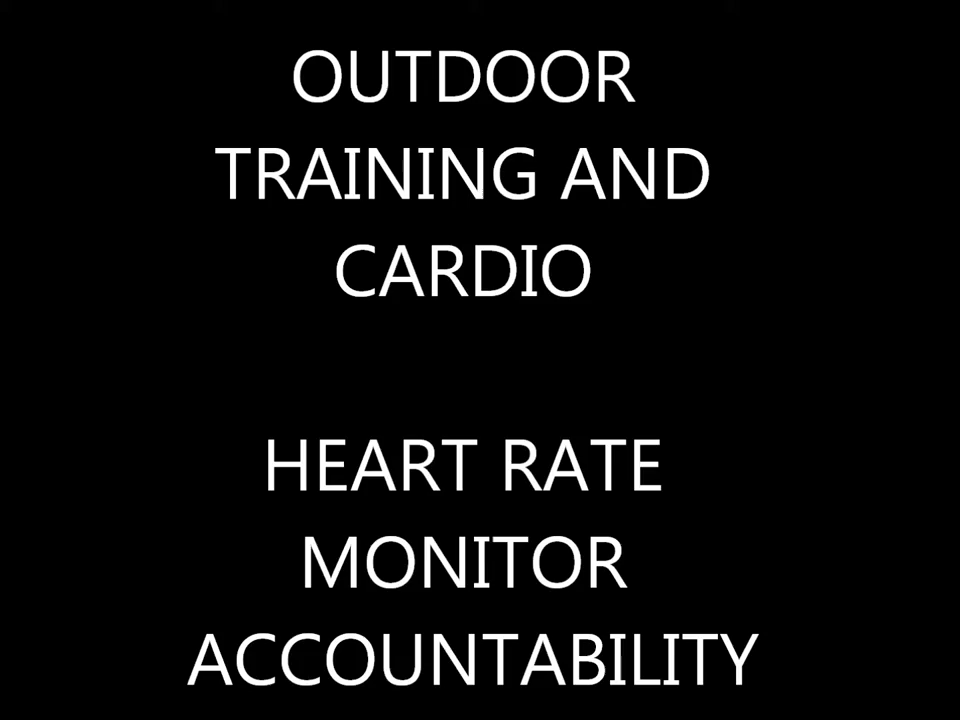 OUTDOOR
TRAINING AND
CARDIO
HEART RATE
MONITOR
ACCOUNTABILITY